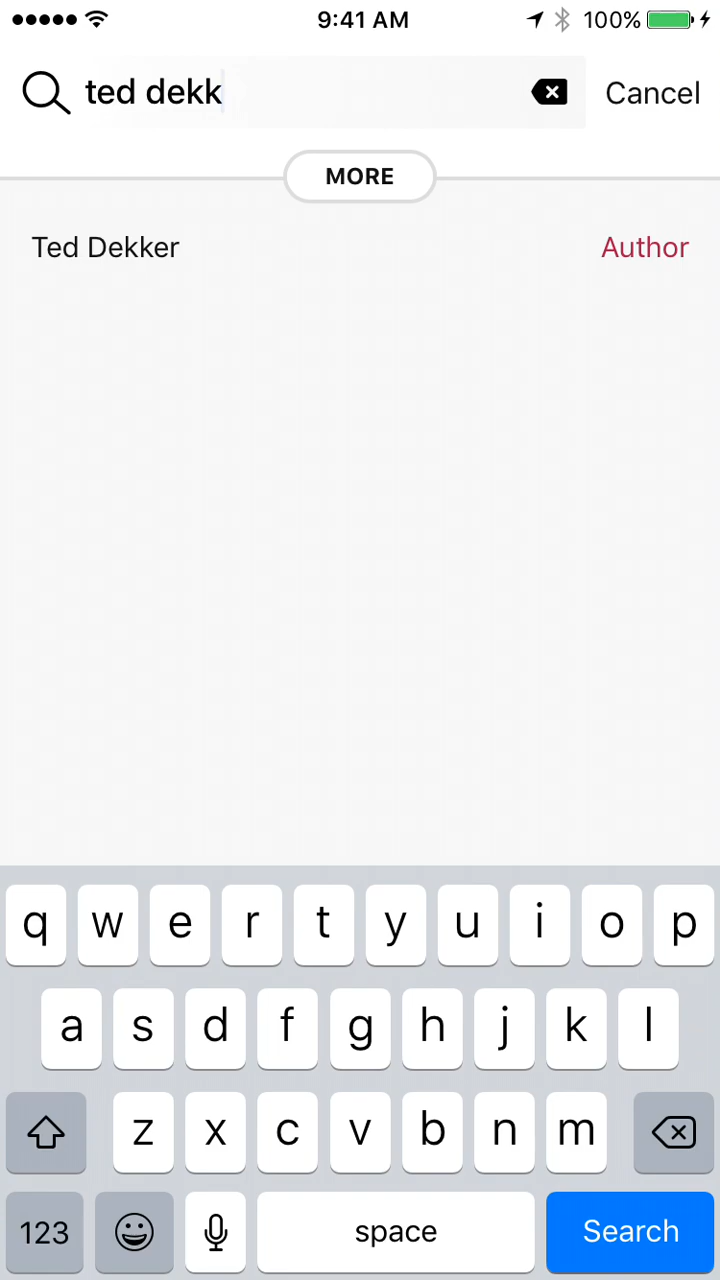 9:41 AM 100%
ted dekk Cancel
MORE
Ted Dekker Author
q w e r t y u i o p
a s d f g h j k l
z x c v b n m
123 space Search